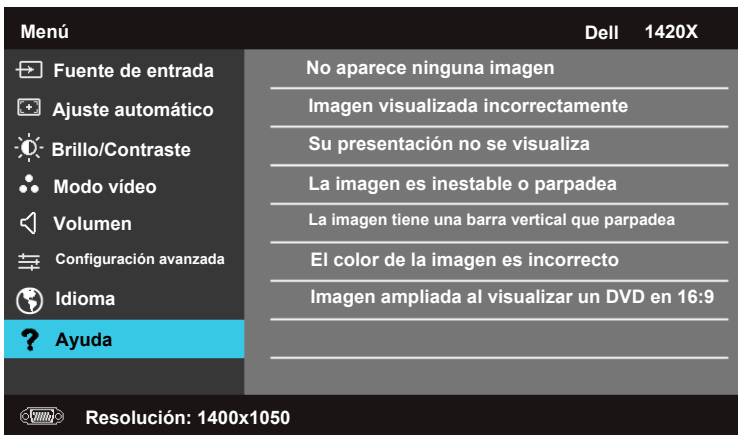 Menú
Dell 1420X
Fuente de entrada
Ajuste automático
Brillo/Contraste
Modo vídeo
Volumen
Configuración avanzada
Idioma
? Ayuda
No aparece ninguna imagen
Imagen visualizada incorrectamente
Su presentación no se visualiza
La imagen es inestable o parpadea
La imagen tiene una barra vertical que parpadea
El color de la imagen es incorrecto
Imagen ampliada al visualizar un DVD en 16:9
Resolución: 1400x1050